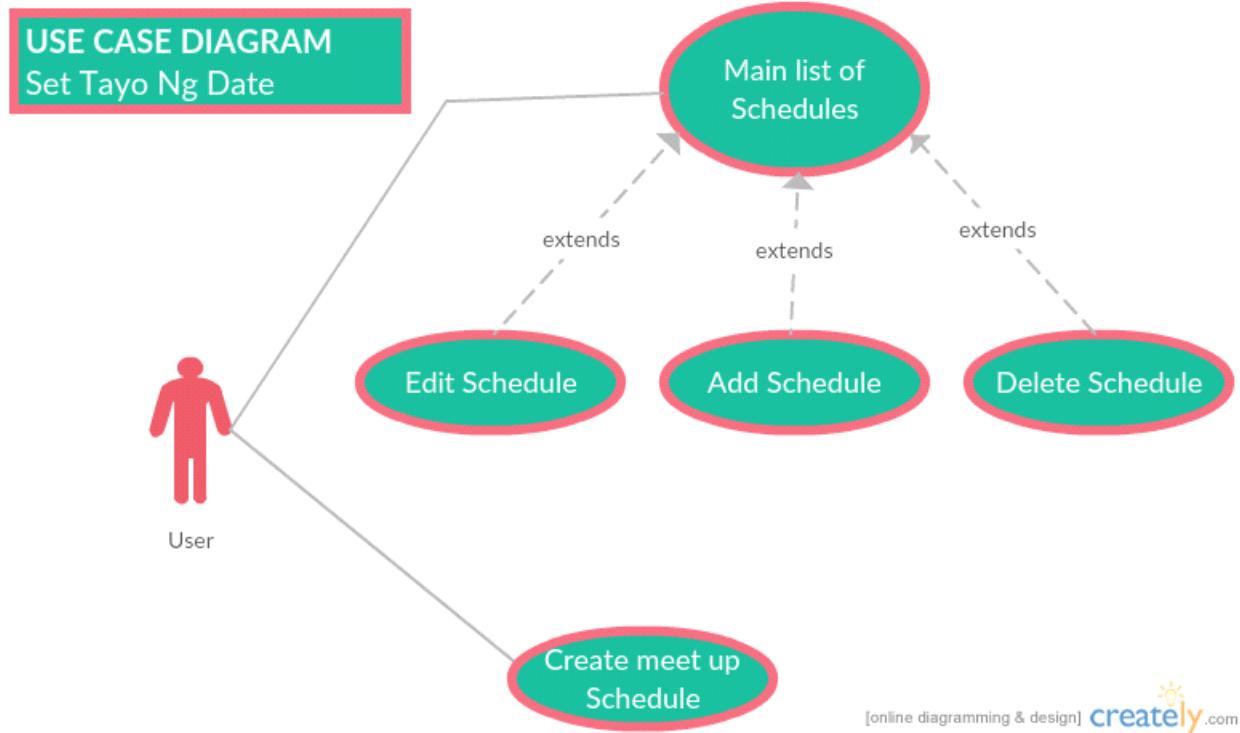 USE CASE DIAGRAM
Set Tayo Ng Date
Main list of
Schedules
extends
extends
extends
Edit Schedule
Add Schedule
Delete Schedule
User
Create meet up
Schedule
[online diagramming & design] creately.com